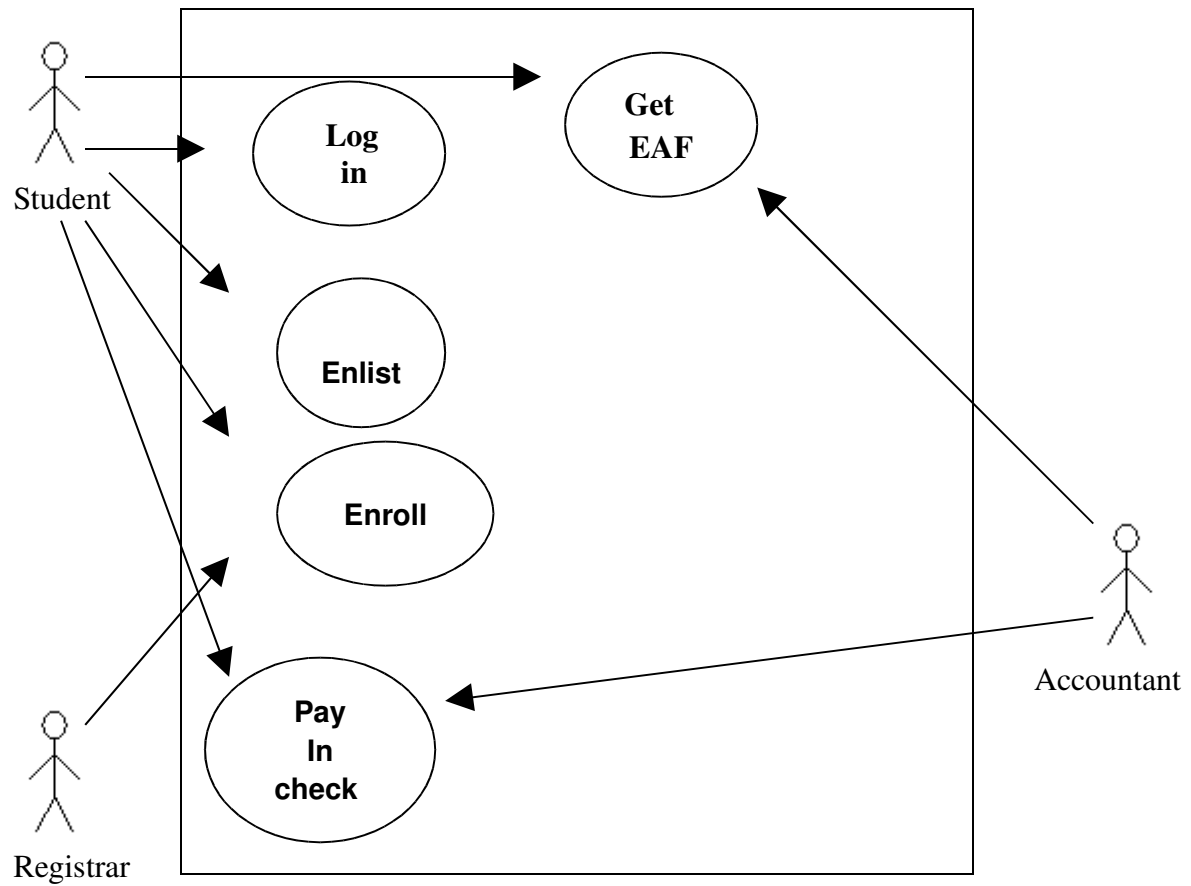 Get
EAF
Log
in
Student
Enlist
Enroll
Accountant
Pay
In
check
Registrar